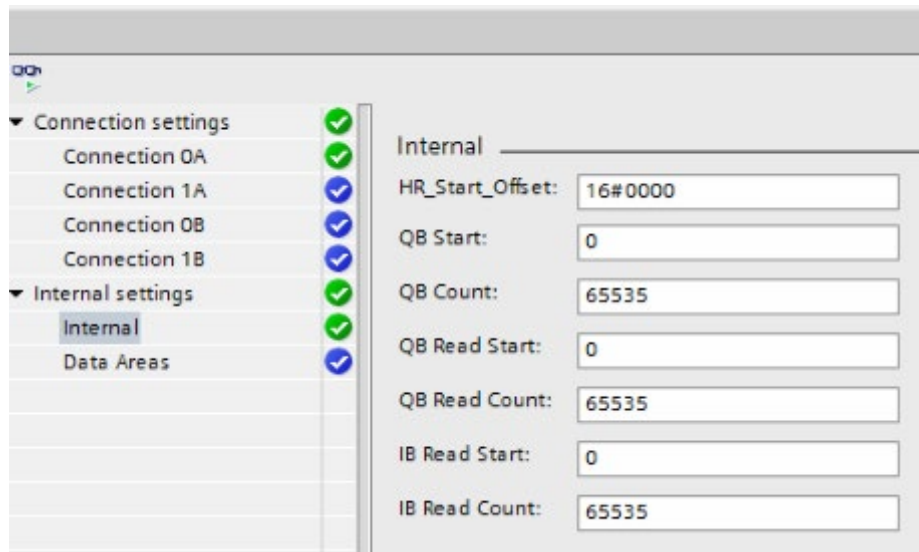 Connection settings
Connection 0A
Connection 1A
Connection 0B
Connection 1B
Internal settings
Internal
Data Areas
Internal
HR_Start_Offset: 16#0000
QB Start: 0
QB Count: 65535
QB Read Start: 0
QB Read Count: 65535
IB Read Start: 0
IB Read Count: 65535